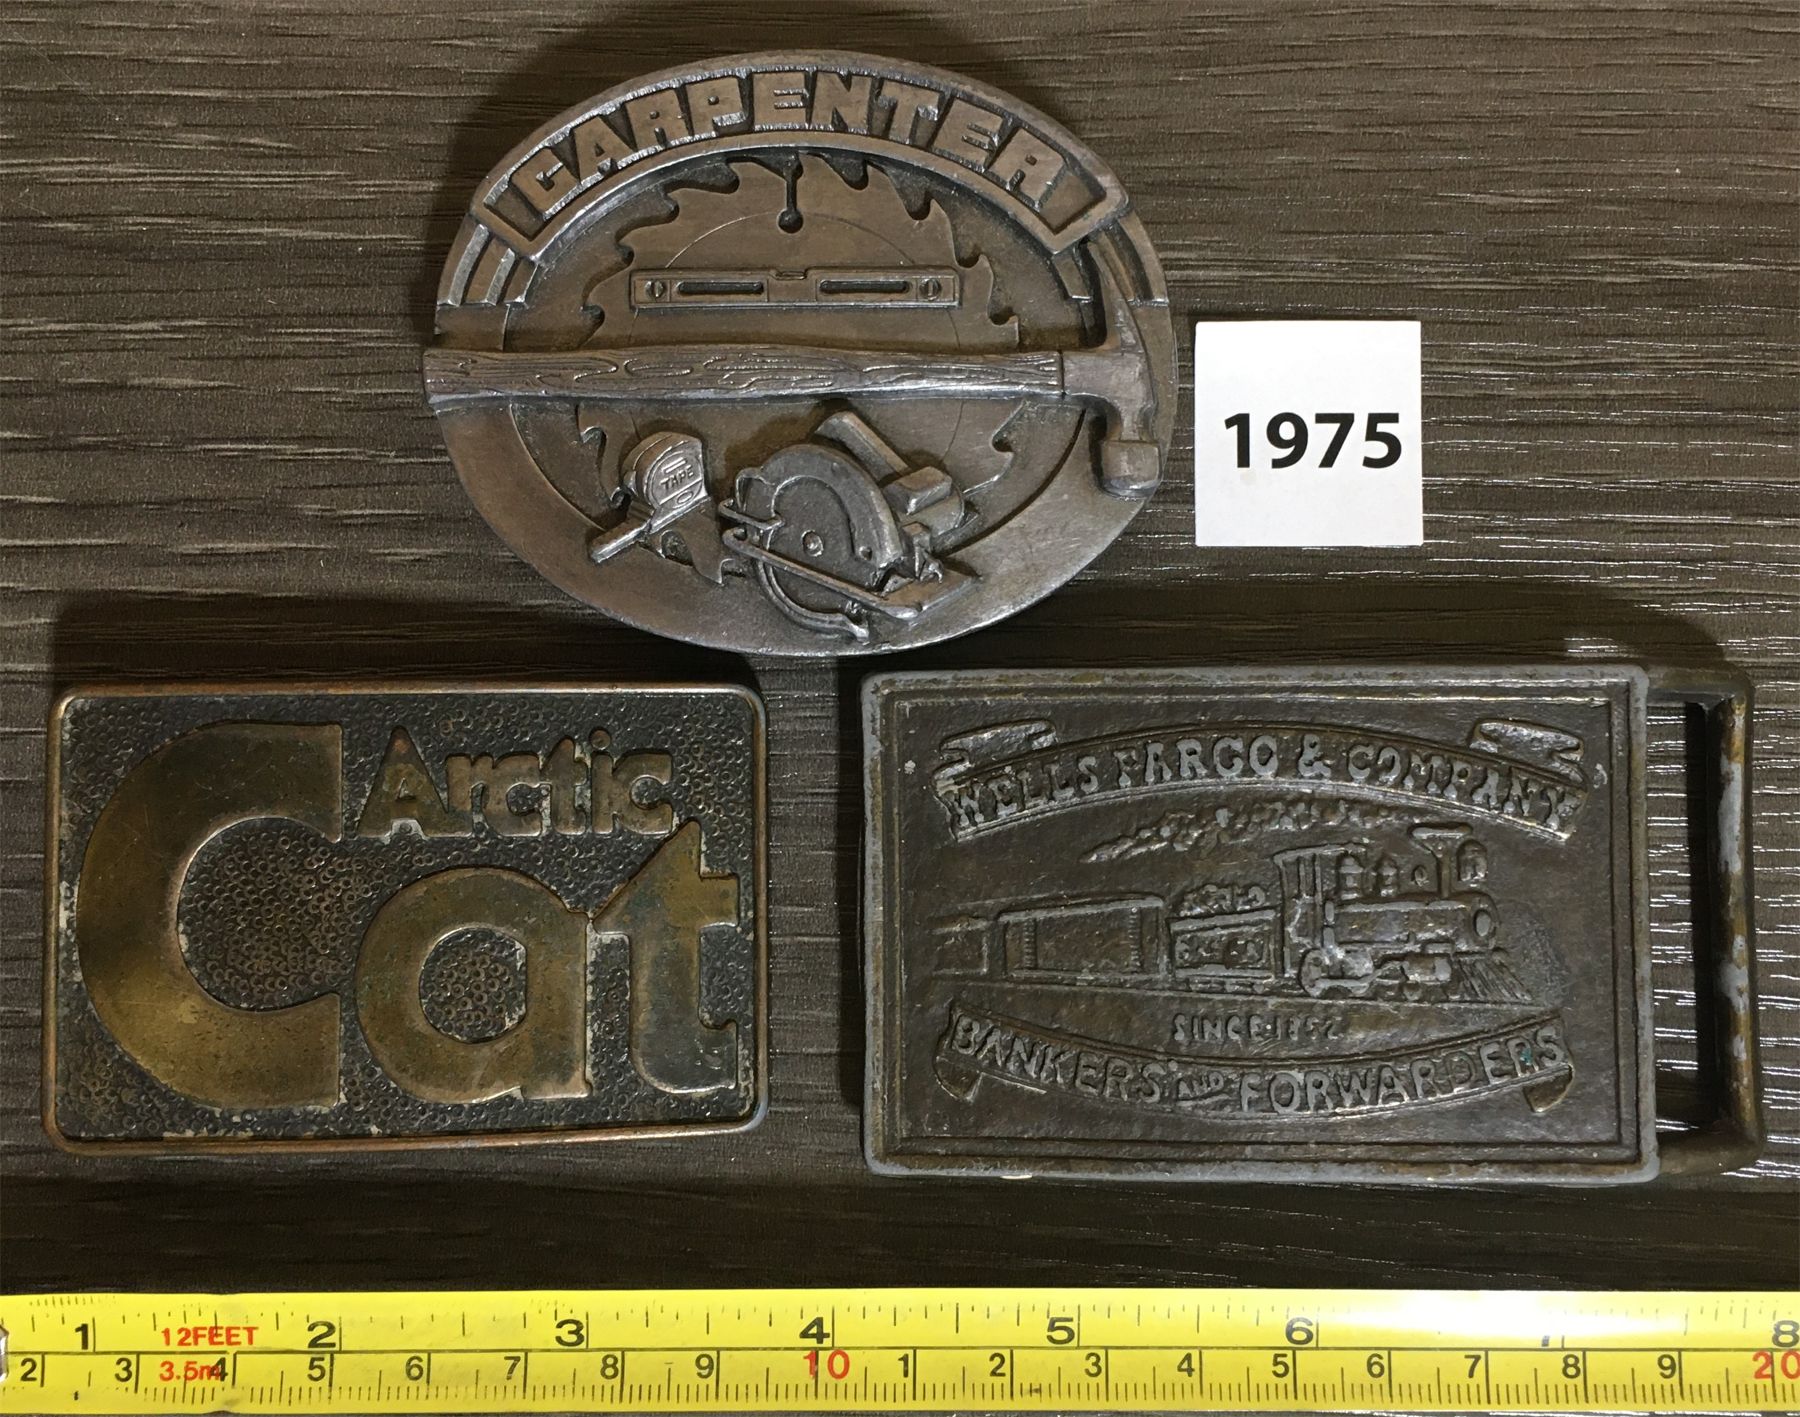 CARPENTER
TAPE
1975
Arctic
Cat
WELLS FARGO & COMPANY
SINCE 1852
BANKERS AND FORWARDERS
1 12FEET 2 3 4 5 6 7 8
2 3 3.5m 4 5 6 7 8 9 10 1 2 3 4 5 6 7 8 9 20